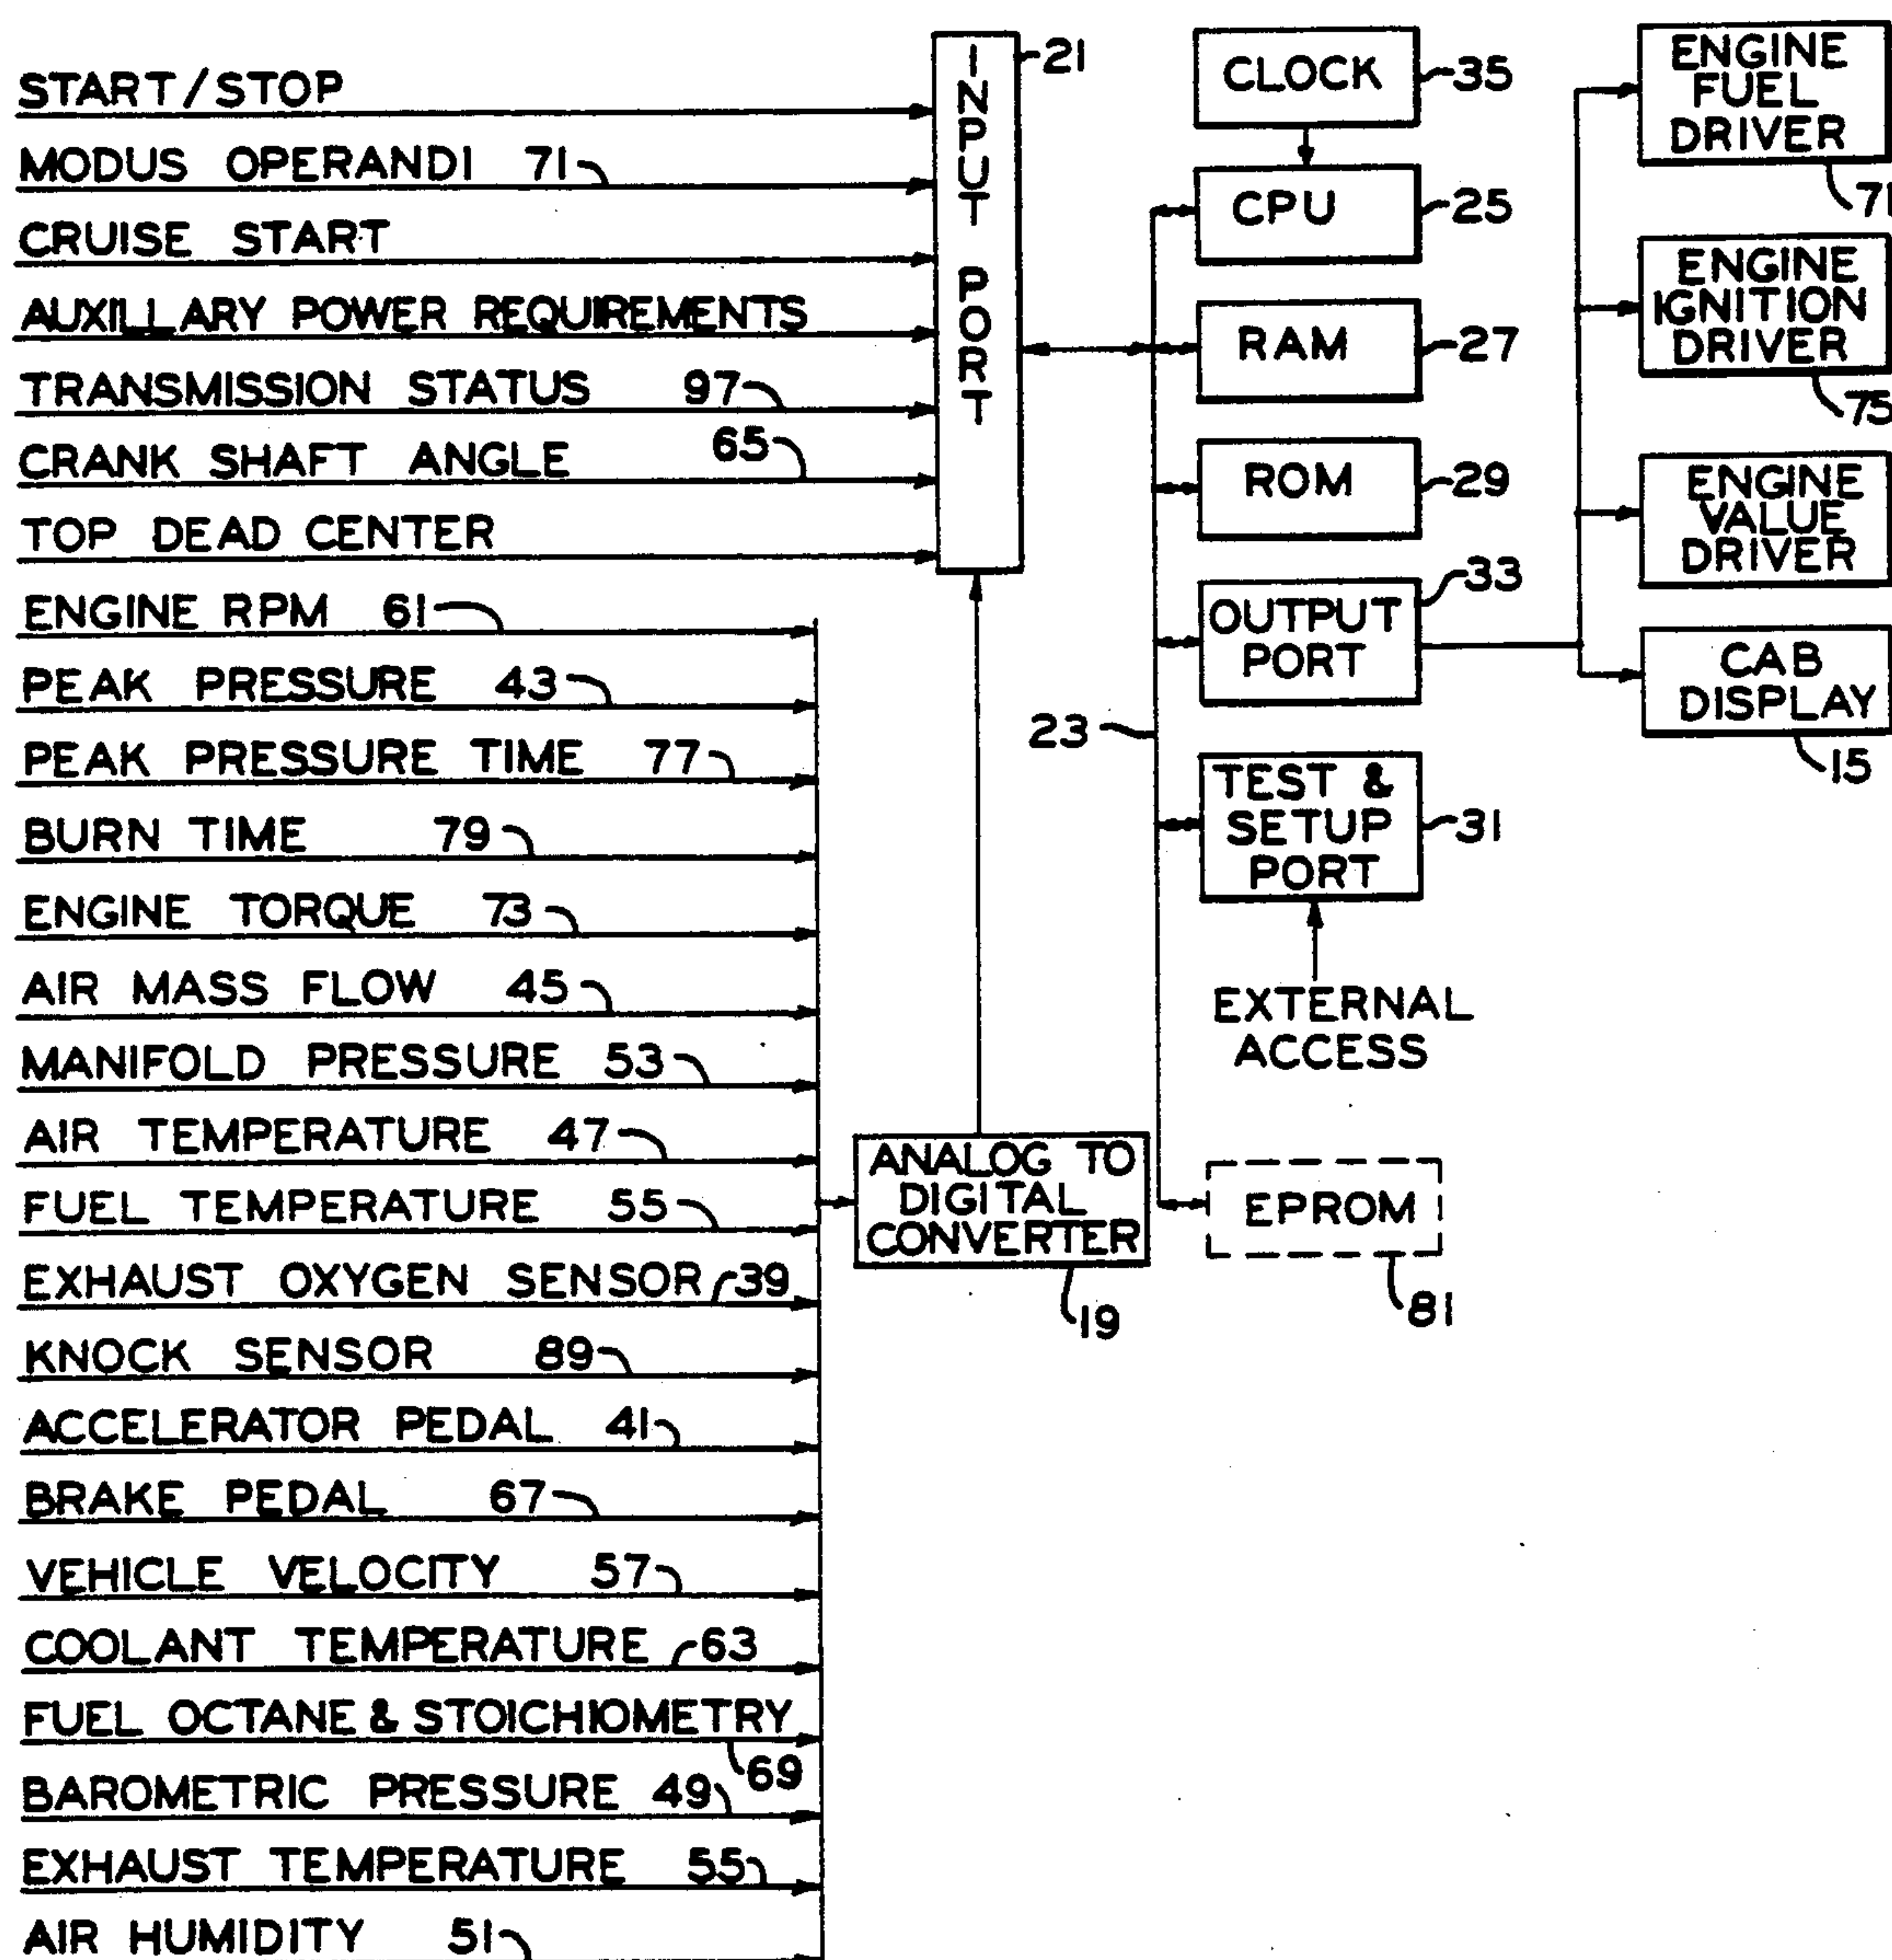 START/STOP
MODUS OPERANDI 71
CRUISE START
AUXILLARY POWER REQUIREMENTS
TRANSMISSION STATUS 97
CRANK SHAFT ANGLE 65
TOP DEAD CENTER
ENGINE RPM 61
PEAK PRESSURE 43
PEAK PRESSURE TIME 77
BURN TIME 79
ENGINE TORQUE 73
AIR MASS FLOW 45
MANIFOLD PRESSURE 53
AIR TEMPERATURE 47
FUEL TEMPERATURE 55
EXHAUST OXYGEN SENSOR 39
KNOCK SENSOR 89
ACCELERATOR PEDAL 41
BRAKE PEDAL 67
VEHICLE VELOCITY 57
COOLANT TEMPERATURE 63
FUEL OCTANE & STOICHIOMETRY
69
BAROMETRIC PRESSURE 49
EXHAUST TEMPERATURE 55
AIR HUMIDITY 51
INPUT PORT
21
ANALOG TO
DIGITAL
CONVERTER
19
23
CLOCK
35
CPU
25
RAM
27
ROM
29
OUTPUT
PORT
33
TEST &
SETUP
PORT
31
EXTERNAL
ACCESS
EPROM
81
ENGINE
FUEL
DRIVER
71
ENGINE
IGNITION
DRIVER
75
ENGINE
VALUE
DRIVER
CAB
DISPLAY
15